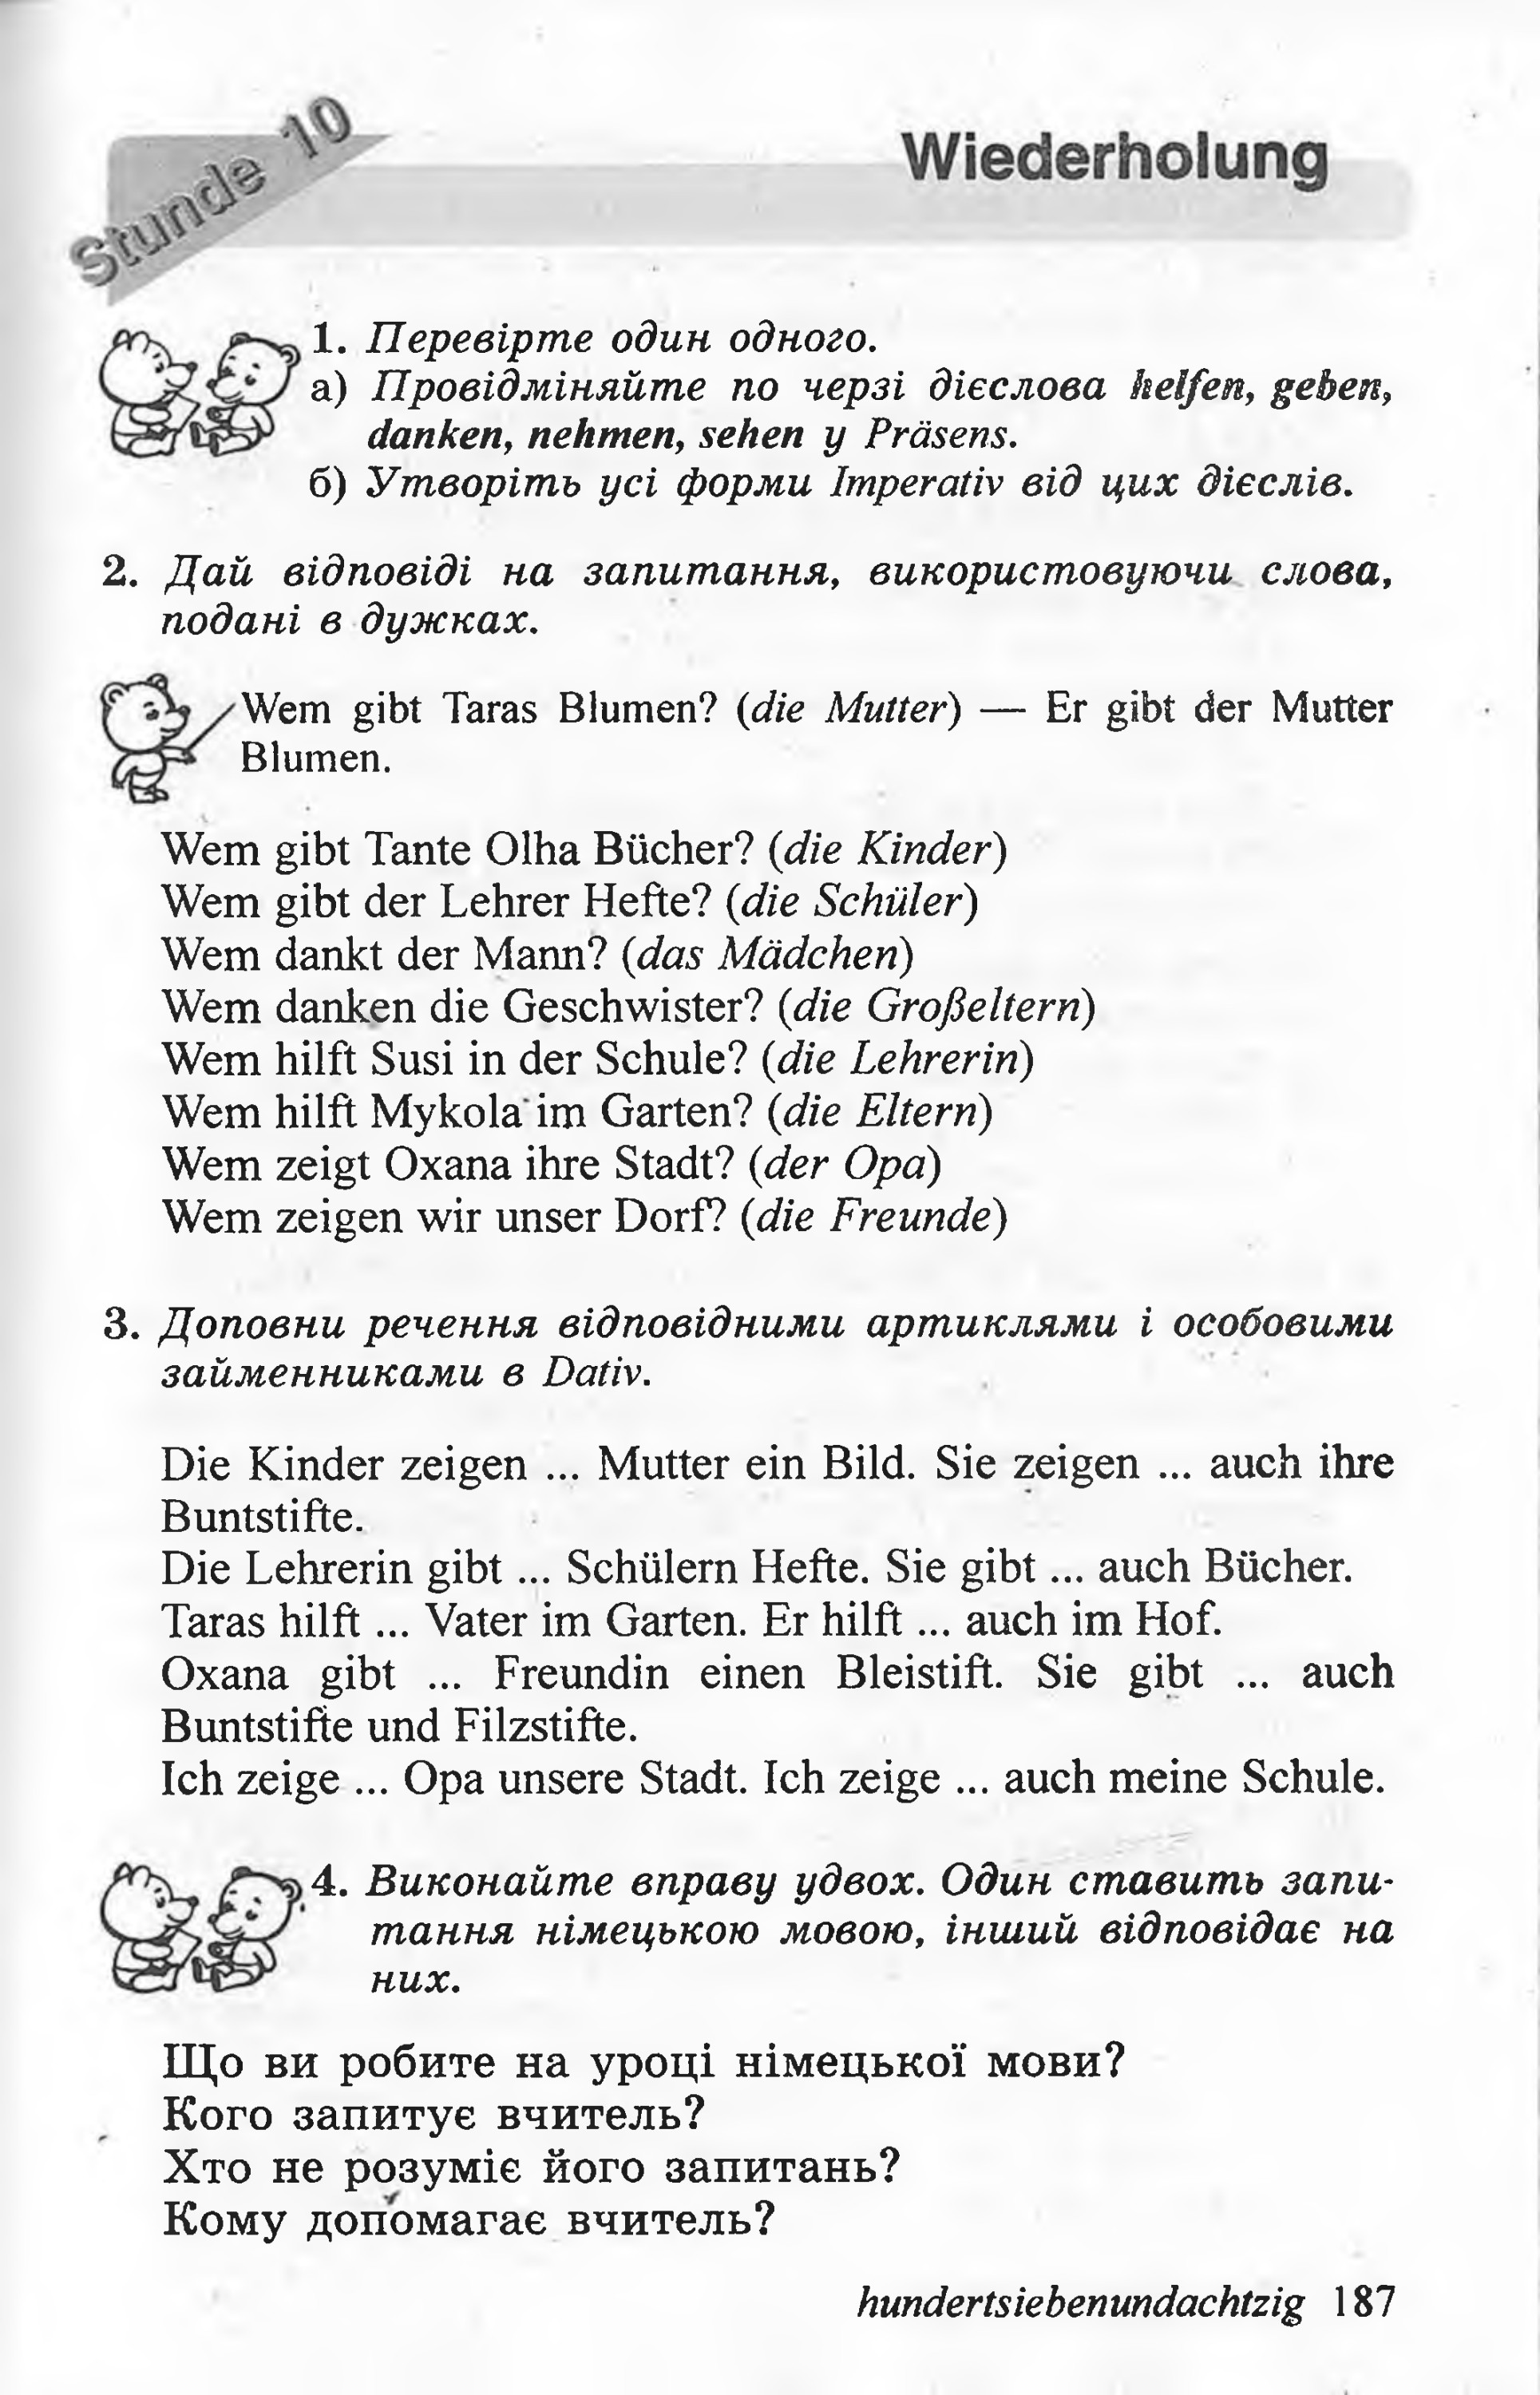 Stunde 10
Wiederholung
1. Перевірте один одного.
а) Провідміняйте по черзі дієслова helfen, geben,
danken, nehmen, sehen у Präsens.
б) Утворіть усі форми Imperativ від цих дієслів.
2. Дай відповіді на запитання, використовуючи слова,
подані в дужках.
Wem gibt Taras Blumen? (die Mutter) — Er gibt der Mutter
Blumen.
Wem gibt Tante Olha Bücher? (die Kinder)
Wem gibt der Lehrer Hefte? (die Schüler)
Wem dankt der Mann? (das Mädchen)
Wem danken die Geschwister? (die Großeltern)
Wem hilft Susi in der Schule? (die Lehrerin)
Wem hilft Mykola im Garten? (die Eltern)
Wem zeigt Oxana ihre Stadt? (der Opa)
Wem zeigen wir unser Dorf? (die Freunde)
3. Доповни речення відповідними артиклями і особовими
займенниками в Dativ.
Die Kinder zeigen ... Mutter ein Bild. Sie zeigen ... auch ihre
Buntstifte.
Die Lehrerin gibt ... Schülern Hefte. Sie gibt ... auch Bücher.
Taras hilft ... Vater im Garten. Er hilft ... auch im Hof.
Oxana gibt ... Freundin einen Bleistift. Sie gibt ... auch
Buntstifte und Filzstifte.
Ich zeige ... Opa unsere Stadt. Ich zeige ... auch meine Schule.
4. Виконайте вправу удвох. Один ставить запи-
тання німецькою мовою, інший відповідає на
них.
Що ви робите на уроці німецької мови?
Кого запитує вчитель?
Хто не розуміє його запитань?
Кому допомагає вчитель?
hundertsiebenundachtzig 187